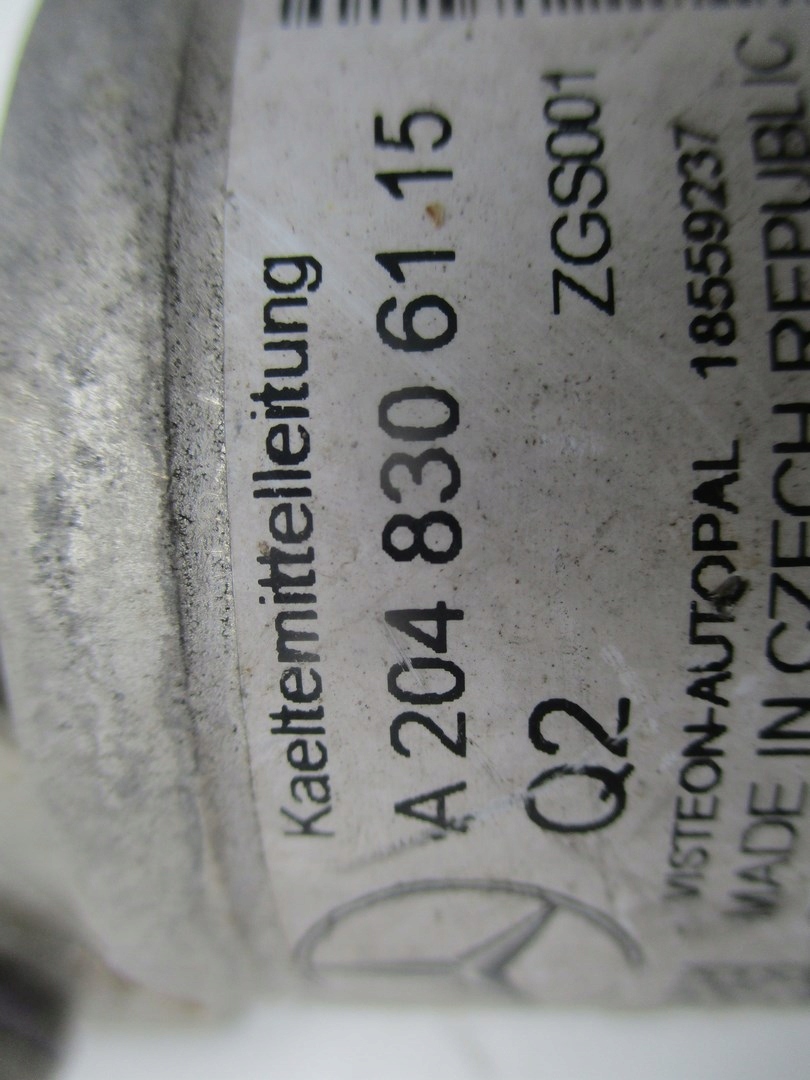 Kaeltemittelleitung
A 204 830 61 15
Q2 ZGS001
VISTEON-AUTOPAL 18559237
MADE IN CZECH REPUBLIC